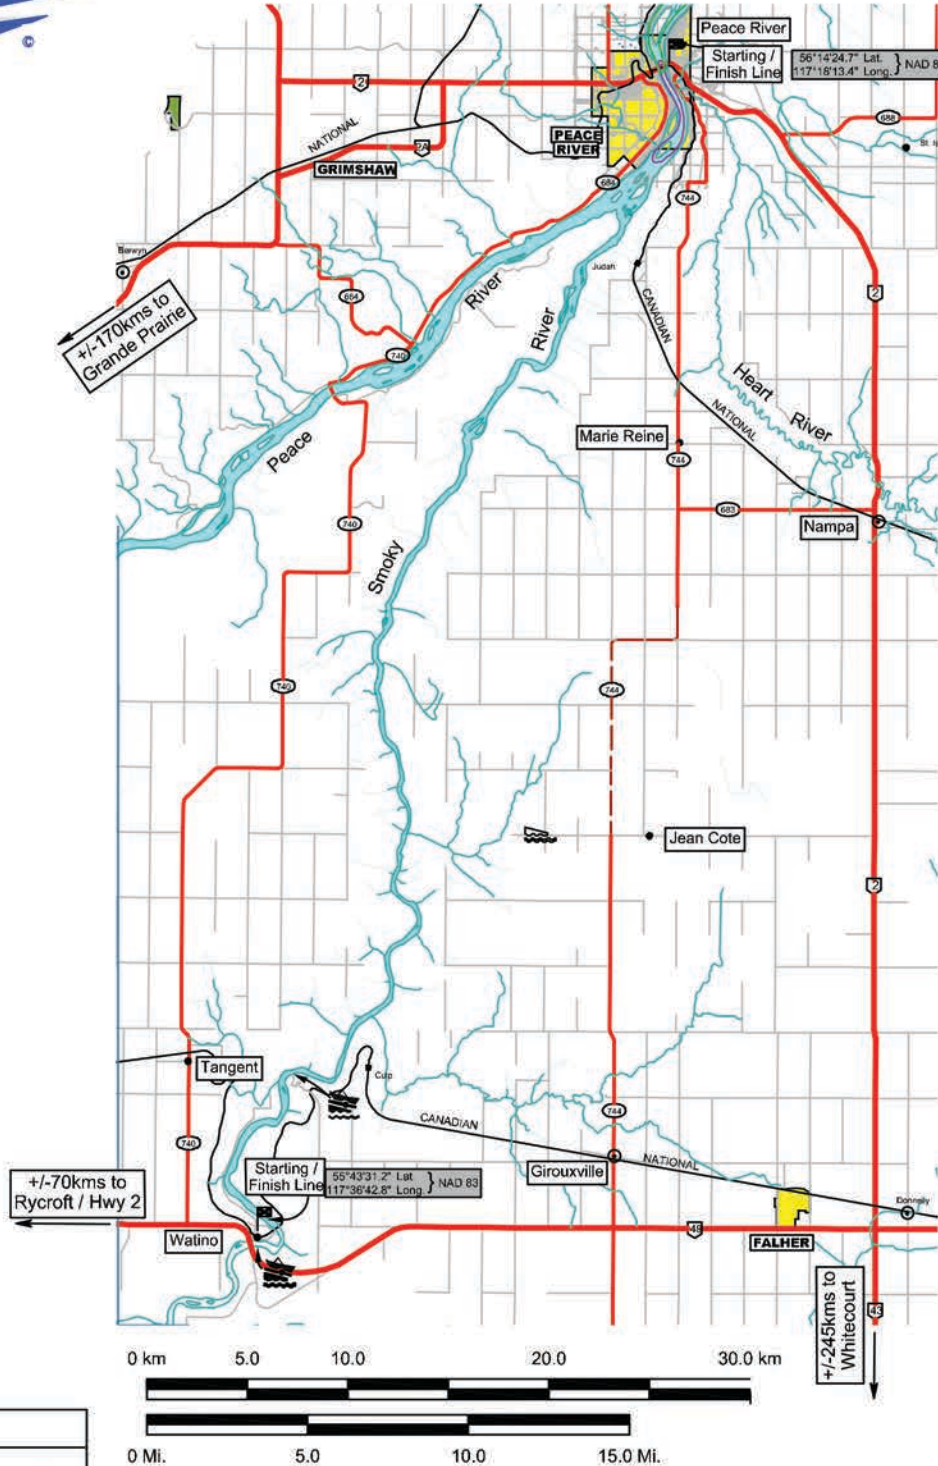 ©
Peace River
Starting /
Finish Line
56°14'24.7" Lat.
117°18'13.4" Long.
} NAD 8
2
688
NATIONAL
2A
PEACE
RIVER
GRIMSHAW
684
744
Berwyn
Judah
River
River
CANADIAN
2
664
+/-170kms to
Grande Prairie
740
Heart
River
NATIONAL
Marie Reine
744
Peace
683
Nampa
740
Smoky
740
744
Jean Cote
2
Tangent
Culp
744
CANADIAN
740
Girouxville
NATIONAL
Starting /
Finish Line
55°43'31.2" Lat
117°36'42.8" Long.
} NAD 83
+/-70kms to
Rycroft / Hwy 2
Donnelly
Watino
49
FALHER
+/-245kms to
Whitecourt
43
0 km 5.0 10.0 20.0 30.0 km
0 Mi. 5.0 10.0 15.0 Mi.